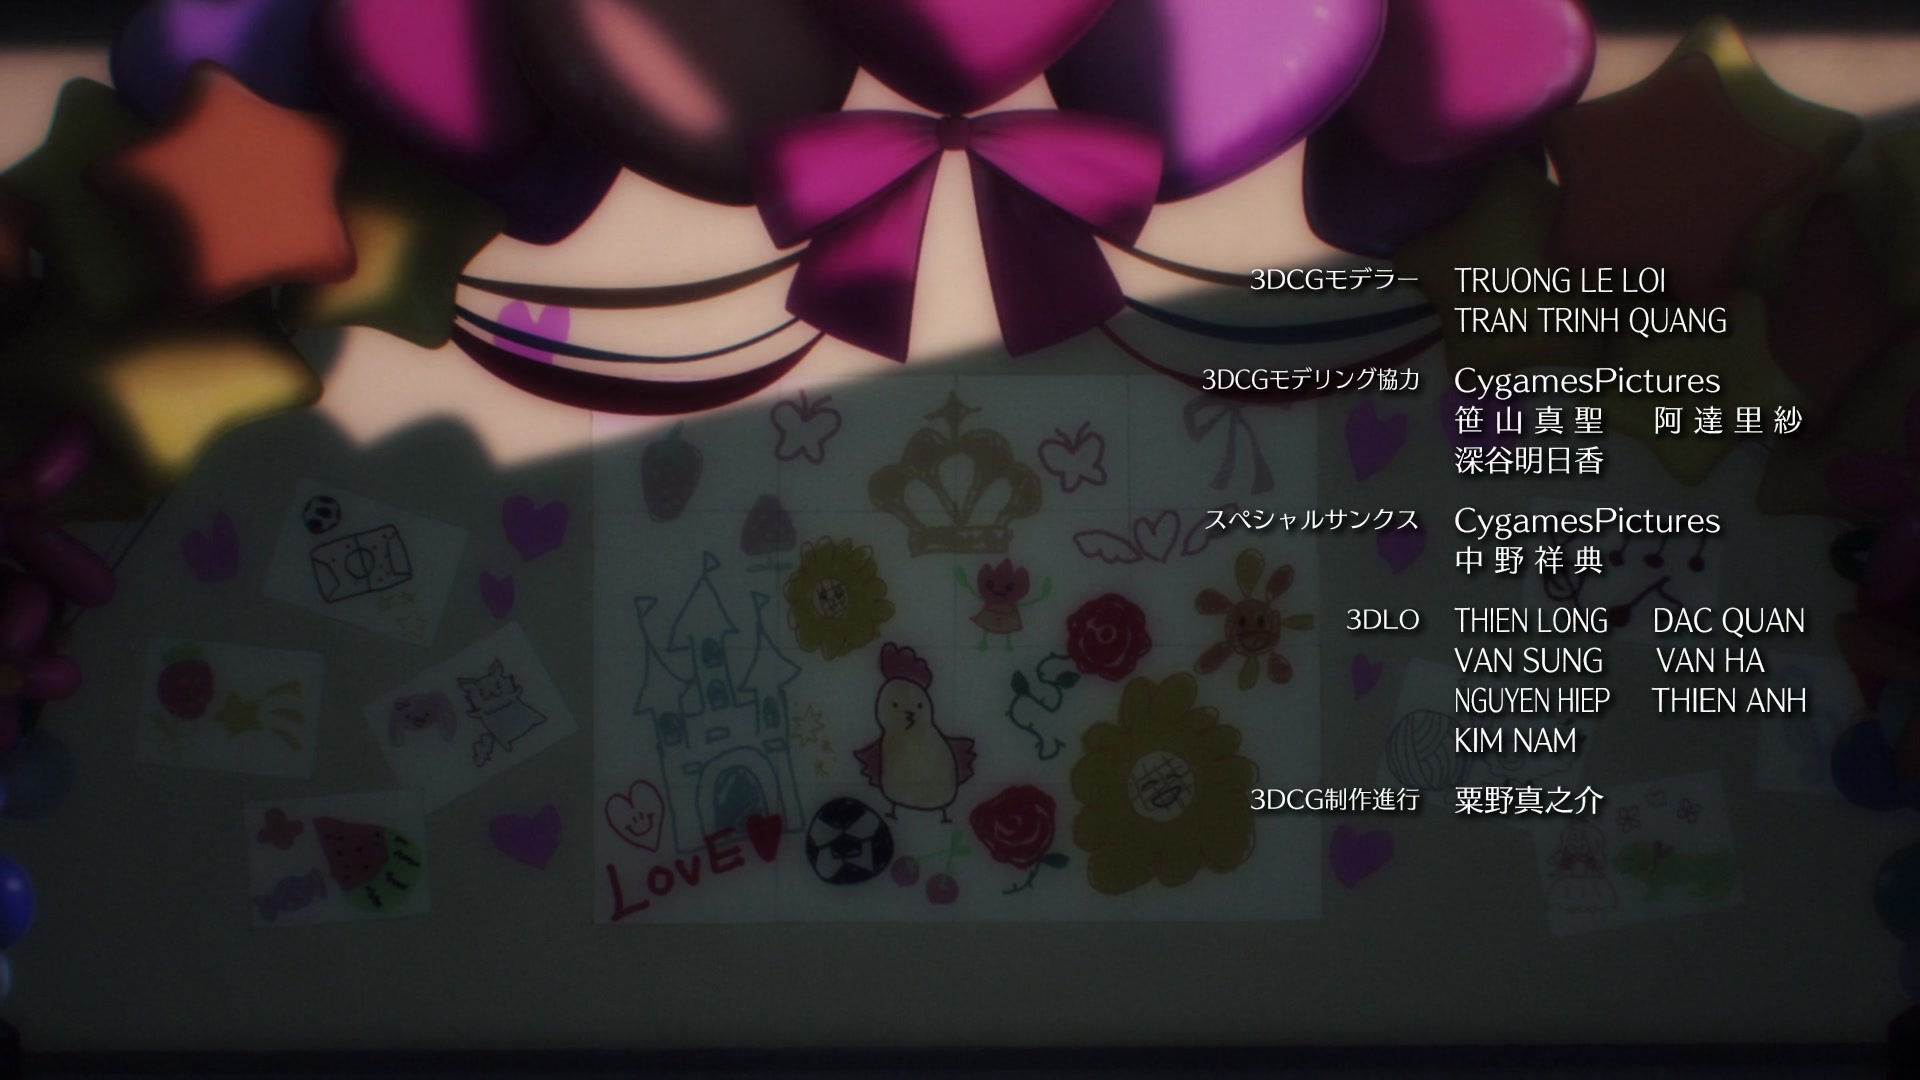 3DCGモデラー TRUONG LE LOI
TRAN TRINH QUANG
3DCGモデリング協力 CygamesPictures
笹山真聖 阿達里紗
深谷明日香
スペシャルサンクス CygamesPictures
中野祥典
3DLO THIEN LONG DAC QUAN
VAN SUNG VAN HA
NGUYEN HIEP THIEN ANH
KIM NAM
3DCG制作進行 粟野真之介
LOVE